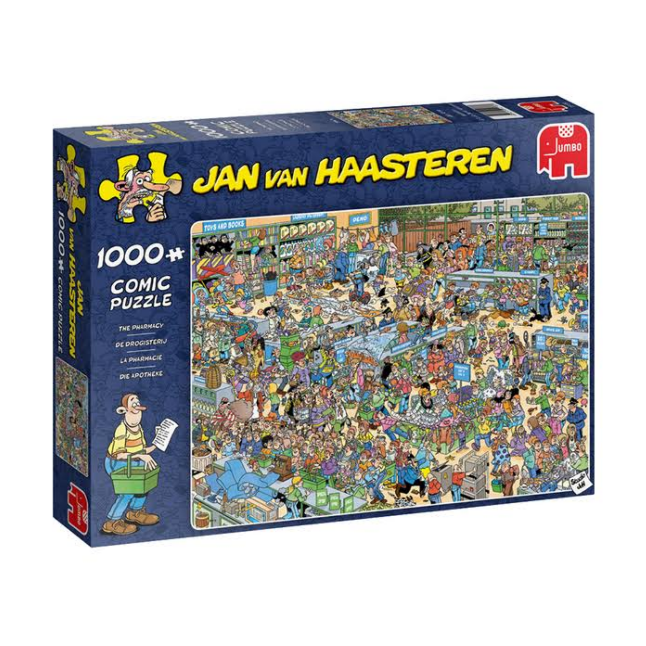 JAN VAN HAASTEREN
Jumbo
1000
COMIC
PUZZLE
THE PHARMACY
DE DROGISTERIJ
LA PHARMACIE
DIE APOTHEKE
TOYS AND BOOKS
JAN
VAN
HAASTEREN
1000
COMIC PUZZLE
Jumbo